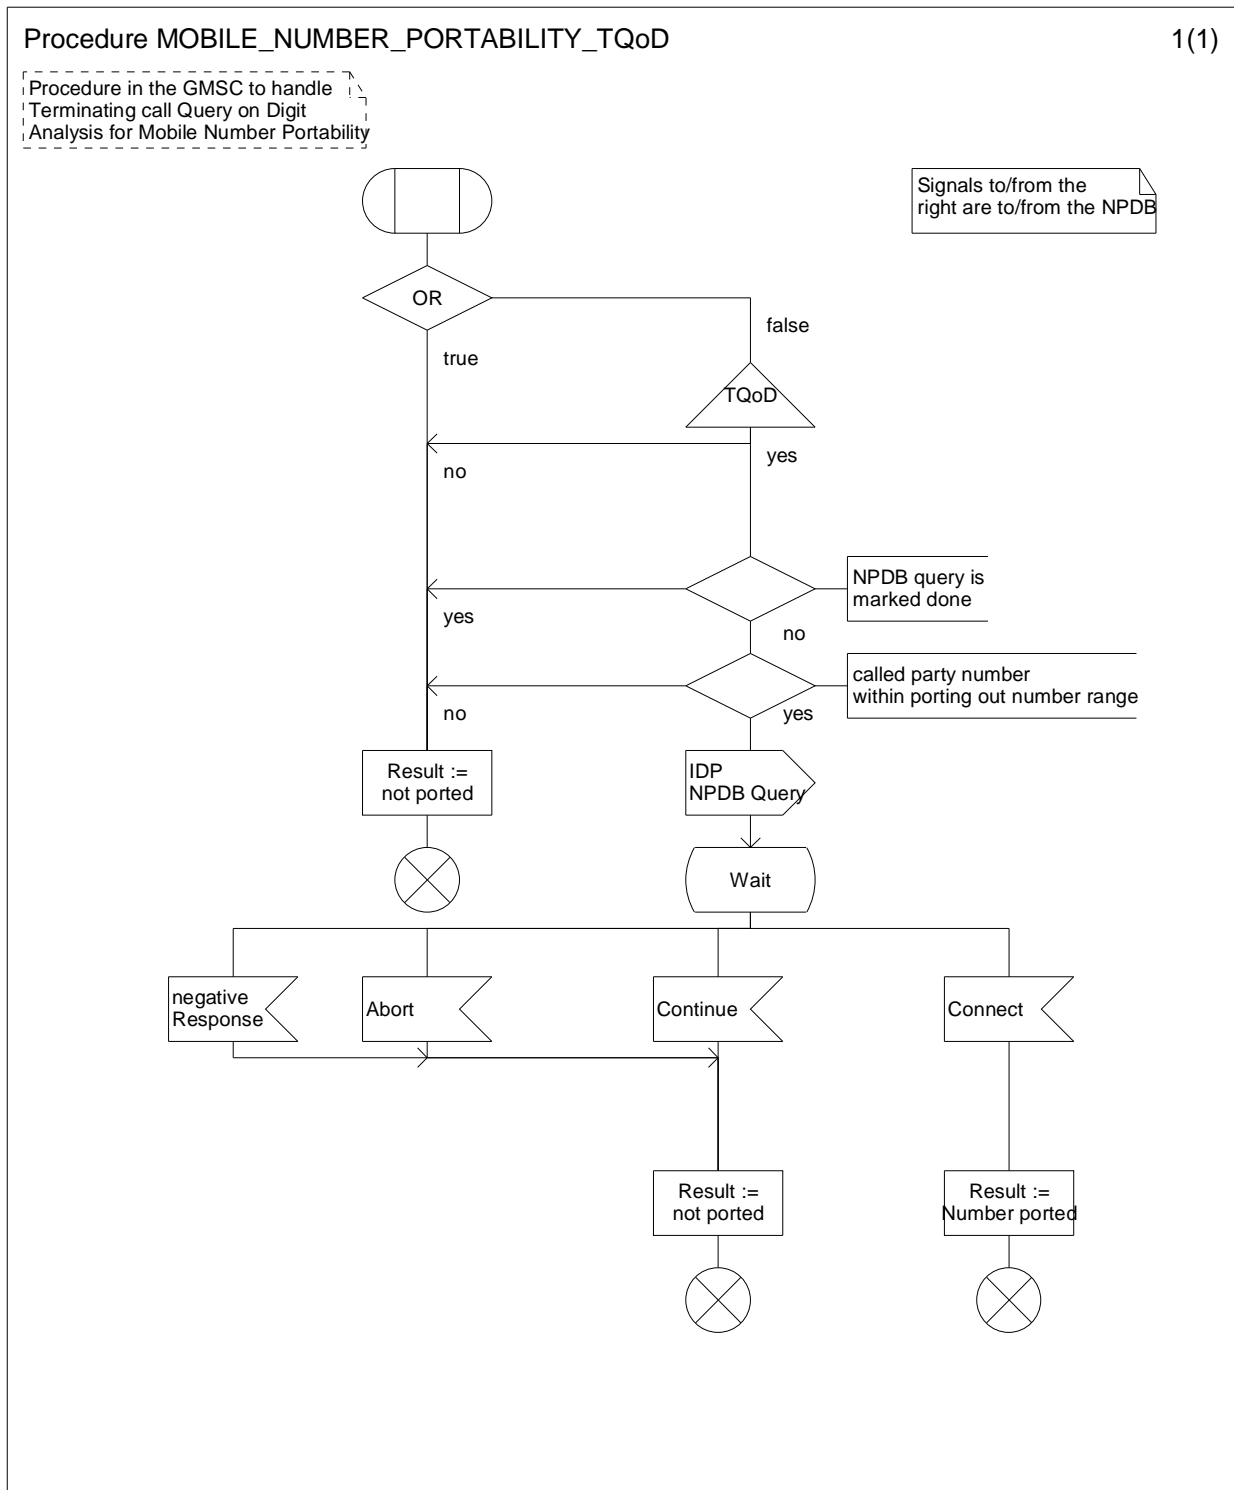 Procedure MOBILE_NUMBER_PORTABILITY_TQoD
1(1)
Procedure in the GMSC to handle
Terminating call Query on Digit
Analysis for Mobile Number Portability
Signals to/from the
right are to/from the NPDB
OR
false
true
TQoD
yes
no
NPDB query is
marked done
yes
no
called party number
within porting out number range
no
yes
Result :=
not ported
IDP
NPDB Query
Wait
negative
Response
Abort
Continue
Connect
Result :=
not ported
Result :=
Number ported